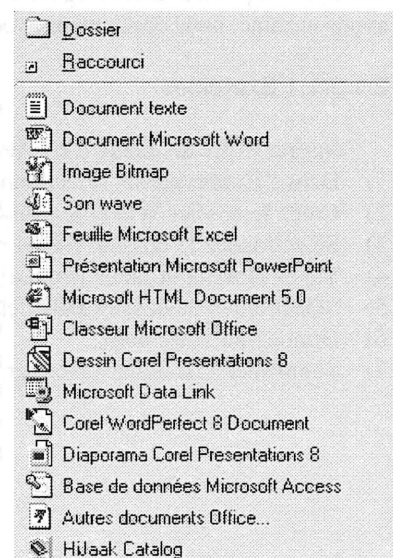 Dossier
Raccourci
Document texte
Document Microsoft Word
Image Bitmap
Son wave
Feuille Microsoft Excel
Présentation Microsoft PowerPoint
Microsoft HTML Document 5.0
Classeur Microsoft Office
Dessin Corel Presentations 8
Microsoft Data Link
Corel WordPerfect 8 Document
Diaporama Corel Presentations 8
Base de données Microsoft Access
Autres documents Office...
HiJaak Catalog